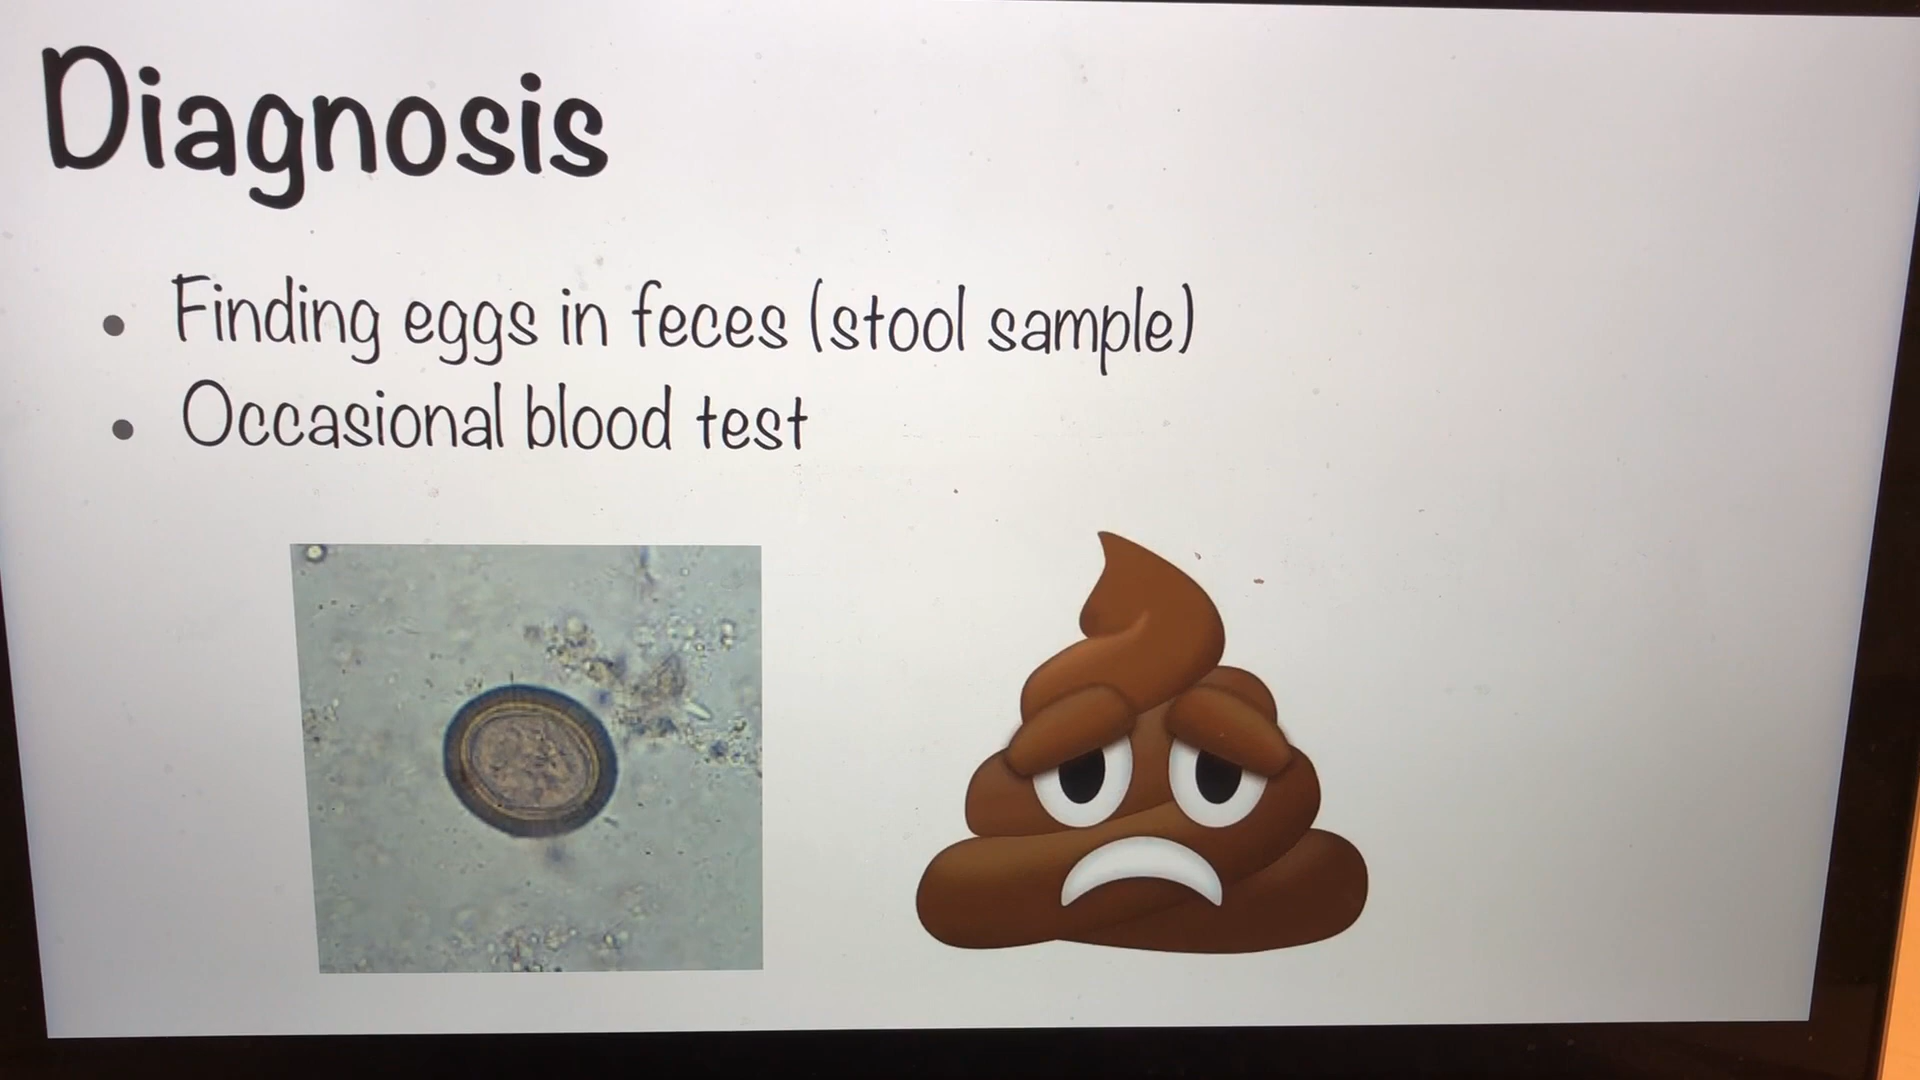 Diagnosis
• Finding eggs in feces (stool sample)
• Occasional blood test